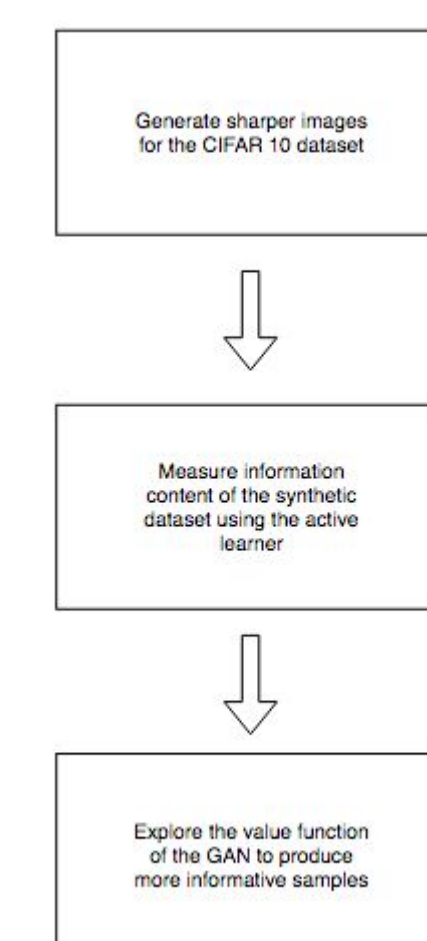 Generate sharper images
for the CIFAR 10 dataset
Measure information
content of the synthetic
dataset using the active
learner
Explore the value function
of the GAN to produce
more informative samples